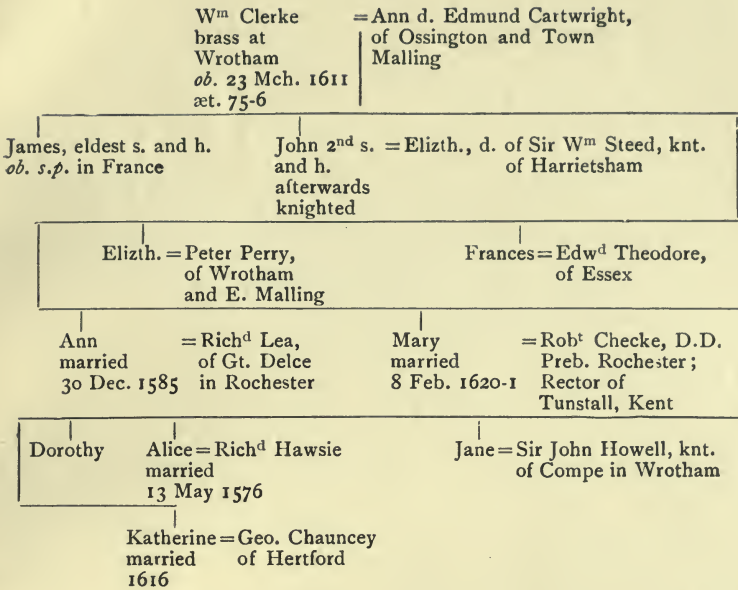 Wᵐ Clerke = Ann d. Edmund Cartwright,
brass at of Ossington and Town
Wrotham Malling
ob. 23 Mch. 1611
æt. 75-6
James, eldest s. and h. John 2ⁿᵈ s. = Elizth., d. of Sir Wᵐ Steed, knt.
ob. s.p. in France and h. of Harrietsham
afterwards
knighted
Elizth. = Peter Perry, Frances = Edwᵈ Theodore,
of Wrotham of Essex
and E. Malling
Ann = Richᵈ Lea, Mary = Robᵗ Checke, D.D.
married of Gt. Delce married Preb. Rochester;
30 Dec. 1585 in Rochester 8 Feb. 1620-1 Rector of
Tunstall, Kent
Dorothy Alice = Richᵈ Hawsie Jane = Sir John Howell, knt.
married of Compe in Wrotham
13 May 1576
Katherine = Geo. Chauncey
married of Hertford
1616